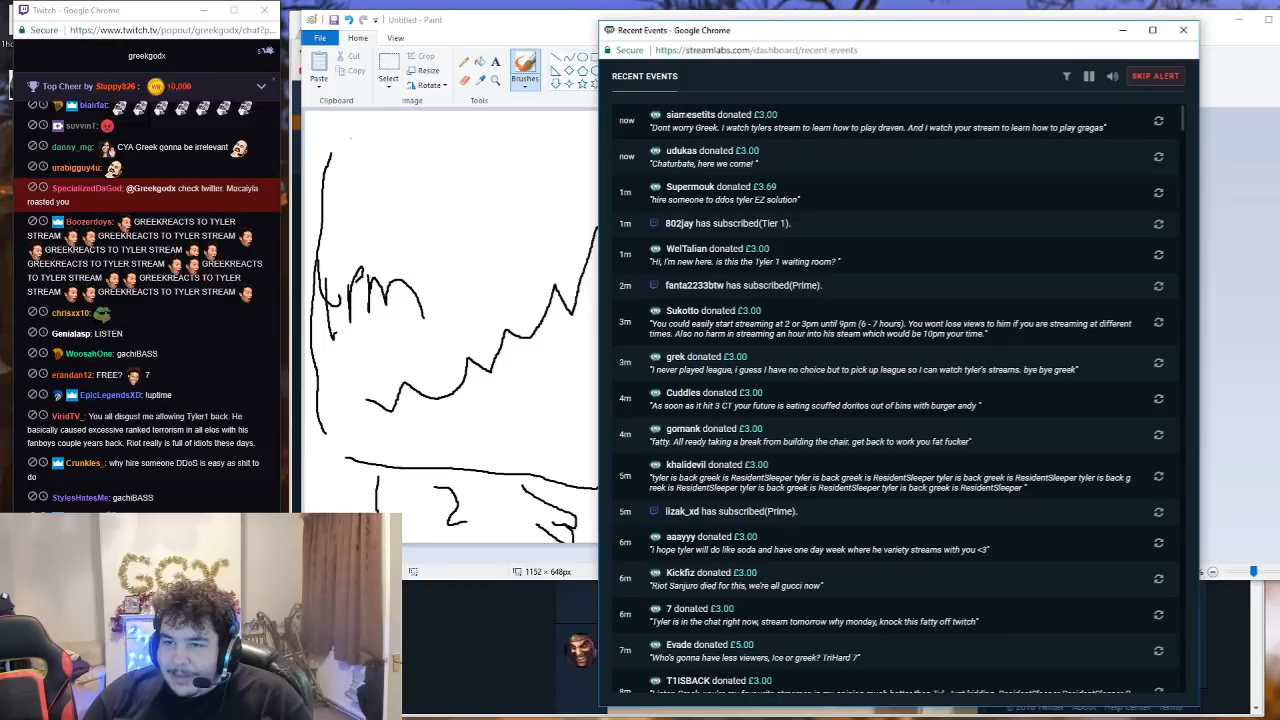 Twitch - Google Chrome
Secure
https://www.twitch.tv/popout/greekgodx/chat?p...
greekgodx
Top Cheer by Slappy826: 10,000
blairfat:
suvvnT:
danny_mg: CYA Greek gonna be irrelevant
urabigguy4u:
SpecializedDaGod: @Greekgodx check twitter. Macaiyla
roasted you
Boozerdoys: GREEKREACTS TO TYLER
STREAM GREEKREACTS TO TYLER STREAM
GREEKREACTS TO TYLER STREAM
GREEKREACTS TO TYLER STREAM GREEKREACTS
TO TYLER STREAM GREEKREACTS TO TYLER
STREAM GREEKREACTS TO TYLER STREAM
chrisxx10:
Genialasp: LISTEN
WoosahOne: gachiBASS
erandan12: FREE? 7
EpicLegendsXD: luptime
ViridTV_: You all disgust me allowing Tyler1 back. He
basically caused excessive ranked terrorism in all elos with his
fanboys couple years back. Riot really is full of idiots these days.
Crunkles_: why hire someone DDoS is easy as shit to
do
StylesHatesMe: gachiBASS
Untitled - Paint
File
Home
View
Paste
Cut
Copy
Clipboard
Select
Crop
Resize
Rotate
Image
A
Tools
Brushes
1 2 3
1152 × 648px
Recent Events - Google Chrome
Secure
https://streamlabs.com/dashboard/recent-events
RECENT EVENTS
SKIP ALERT
now
siamesetits donated £3.00
"Dont worry Greek. I watch tylers stream to learn how to play draven. And I watch your stream to learn how to play gragas"
now
udukas donated £3.00
"Chaturbate, here we come! "
1m
Supermouk donated £3.69
"hire someone to ddos tyler EZ solution"
1m
802jay has subscribed(Tier 1).
1m
WelTalian donated £3.00
"Hi, I'm new here. is this the Tyler 1 waiting room? "
2m
fanta2233btw has subscribed(Prime).
3m
Sukotto donated £3.00
"You could easily start streaming at 2 or 3pm until 9pm (6 - 7 hours). You wont lose views to him if you are streaming at different
times. Also no harm in streaming an hour into his steam which would be 10pm your time."
3m
grek donated £3.00
"I never played league, i guess I have no choice but to pick up league so I can watch tyler's streams. bye bye greek"
4m
Cuddles donated £3.00
"As soon as it hit 3 CT your future is eating scuffed doritos out of bins with burger andy "
4m
gomank donated £3.00
"fatty. All ready taking a break from building the chair. get back to work you fat fucker"
5m
khalidevil donated £3.00
"tyler is back greek is ResidentSleeper tyler is back greek is ResidentSleeper tyler is back greek is ResidentSleeper tyler is back g
reek is ResidentSleeper tyler is back greek is ResidentSleeper tyler is back greek is ResidentSleeper "
5m
lizak_xd has subscribed(Prime).
6m
aaayyy donated £3.00
"i hope tyler will do like soda and have one day week where he variety streams with you <3"
6m
Kickfiz donated £3.00
"Riot Sanjuro died for this, we're all gucci now"
6m
7 donated £3.00
"Tyler is in the chat right now, stream tomorrow why monday, knock this fatty off twitch"
7m
Evade donated £5.00
"Who's gonna have less viewers, Ice or greek? TriHard 7"
8m
T1ISBACK donated £3.00